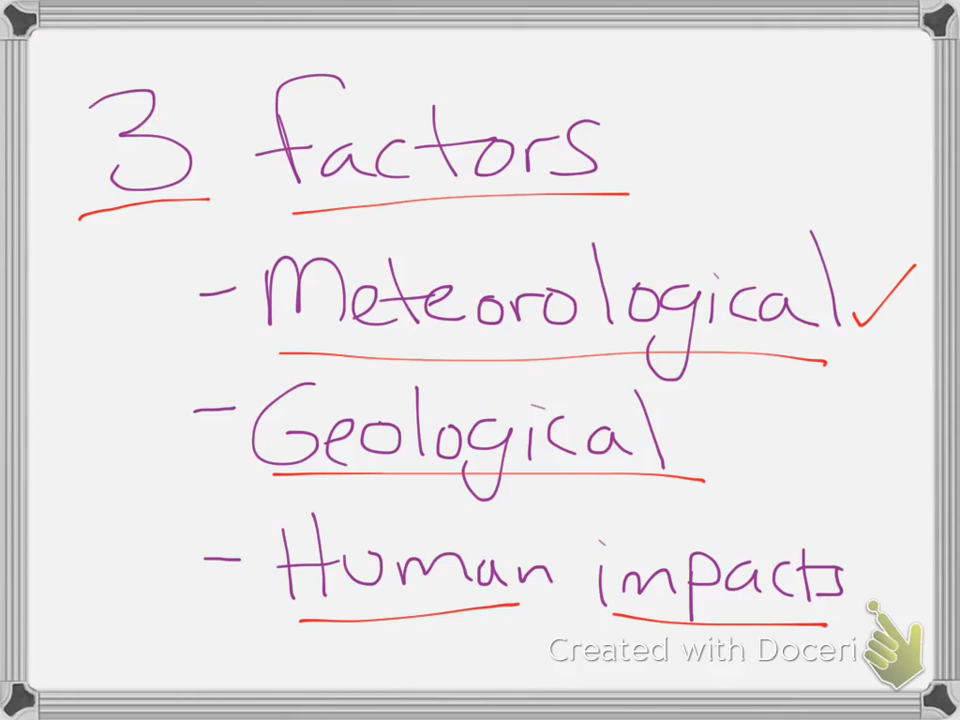 3 Factors
- Meteorological ✓
- Geological
- Human impacts
Created with Doceri